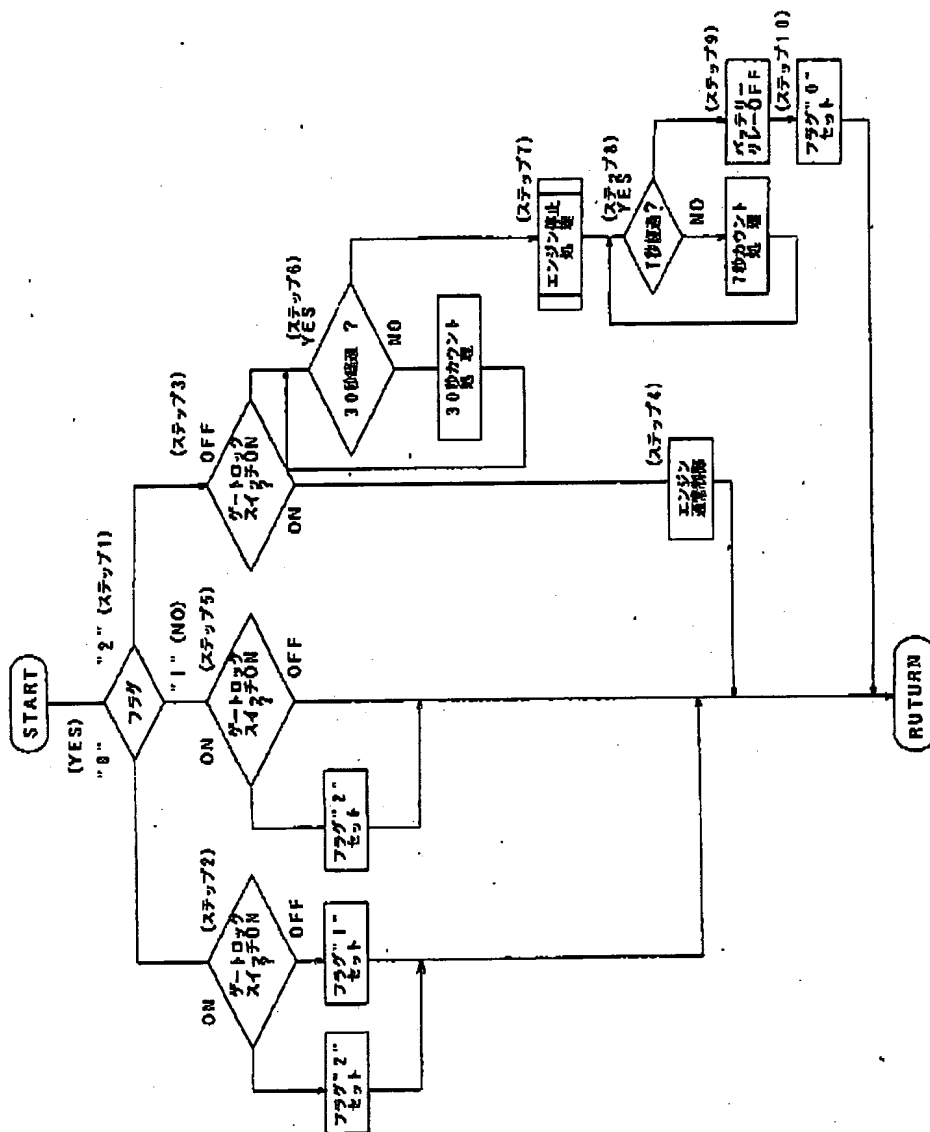 START
(YES)
"0"
フラグ
"2" (ステップ1)
"1" (NO)
(ステップ2)
ゲートロック
スイッチON
?
ON
OFF
フラグ"2"
セット
フラグ"1"
セット
(ステップ5)
ゲートロック
スイッチON
?
ON
OFF
フラグ"2"
セット
(ステップ3)
ゲートロック
スイッチON
?
OFF
ON
(ステップ6)
YES
30秒経過 ?
NO
30秒カウント
処 理
(ステップ4)
エンジン
通常制御
(ステップ7)
エンジン停止
処 理
(ステップ8)
YES
T秒経過?
NO
T秒カウント
処 理
(ステップ9)
バッテリー
リレーOFF
(ステップ10)
フラグ"0"
セット
RUTURN